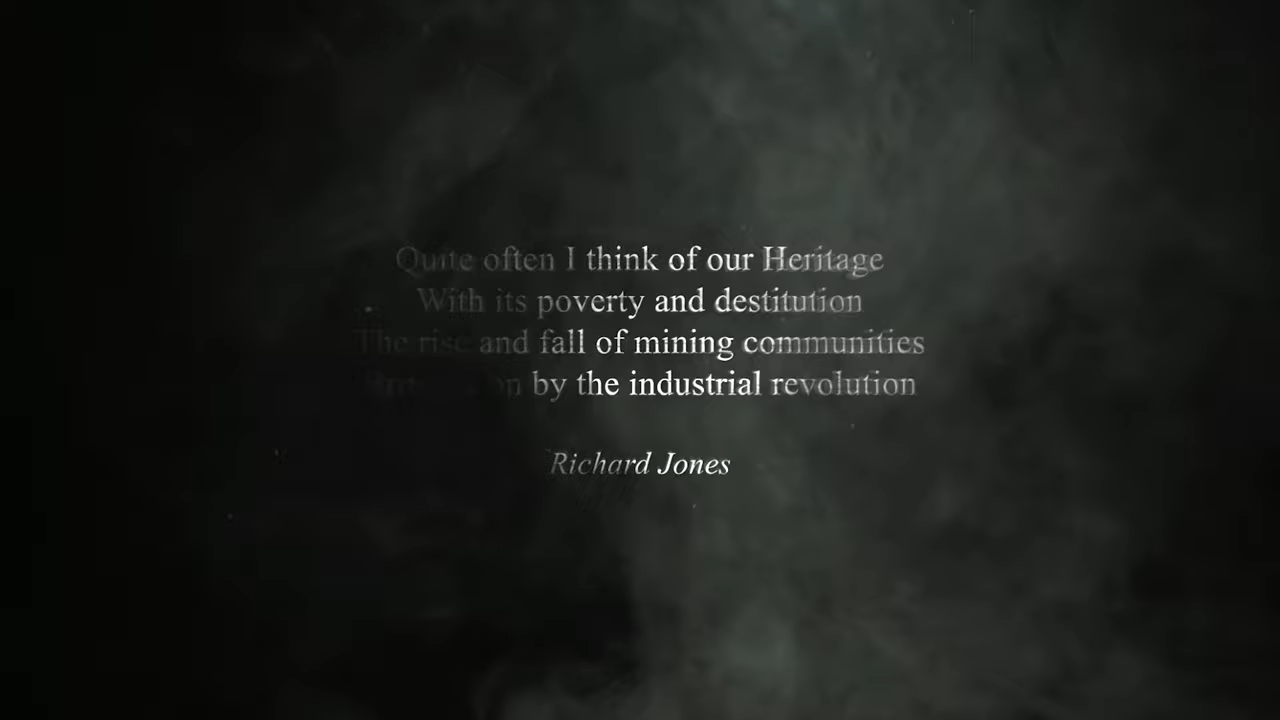 Quite often I think of our Heritage
With its poverty and destitution
The rise and fall of mining communities
by the industrial revolution
Richard Jones